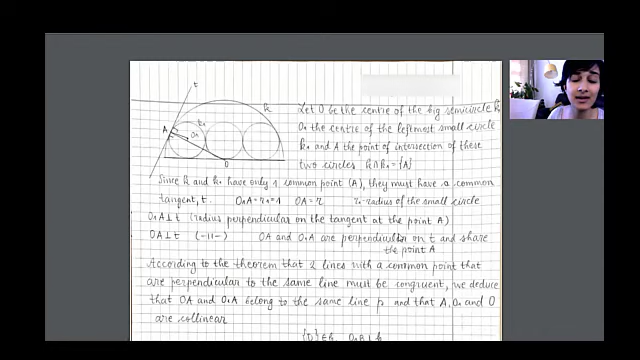 t
k
A
k₁
O₁
O
Let O be the centre of the big semicircle k
O₁ the centre of the leftmost small circle
k₁ and A the point of intersection of these
two circles k∩k₁ = {A}
Since k and k₁ have only 1 common point (A), they must have a common
tangent, t. O₁A=r₁=1 OA=r r₁-radius of the small circle
O₁A⊥t (radius perpendicular on the tangent at the point A)
OA⊥t (-11-) OA and O₁A are perpendicular on t and share
the point A
According to the theorem that 2 lines with a common point that
are perpendicular to the same line must be congruent, we deduce
that OA and O₁A belong to the same line p and that A, O₁ and O
are collinear